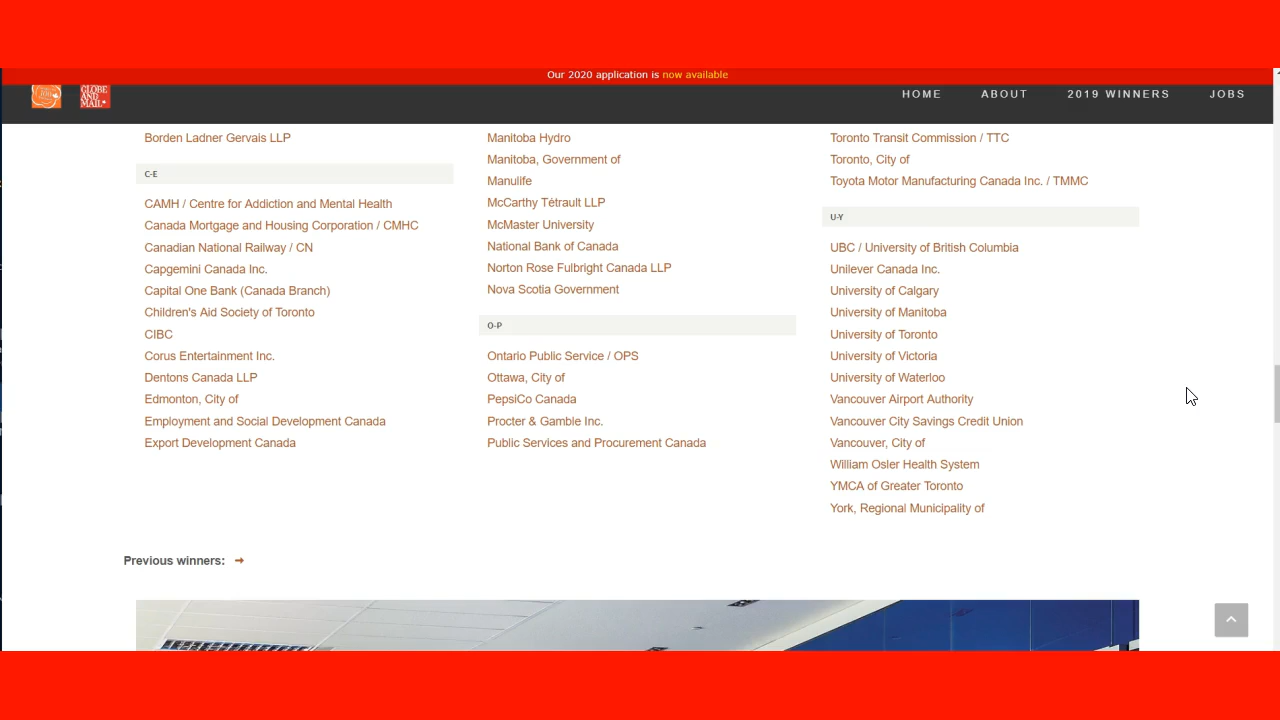 Our 2020 application is now available
GLOBE
AND
MAIL*
HOME
ABOUT
2019 WINNERS
JOBS
Borden Ladner Gervais LLP
C-E
CAMH / Centre for Addiction and Mental Health
Canada Mortgage and Housing Corporation / CMHC
Canadian National Railway / CN
Capgemini Canada Inc.
Capital One Bank (Canada Branch)
Children's Aid Society of Toronto
CIBC
Corus Entertainment Inc.
Dentons Canada LLP
Edmonton, City of
Employment and Social Development Canada
Export Development Canada
Manitoba Hydro
Manitoba, Government of
Manulife
McCarthy Tétrault LLP
McMaster University
National Bank of Canada
Norton Rose Fulbright Canada LLP
Nova Scotia Government
O-P
Ontario Public Service / OPS
Ottawa, City of
PepsiCo Canada
Procter & Gamble Inc.
Public Services and Procurement Canada
Toronto Transit Commission / TTC
Toronto, City of
Toyota Motor Manufacturing Canada Inc. / TMMC
U-Y
UBC / University of British Columbia
Unilever Canada Inc.
University of Calgary
University of Manitoba
University of Toronto
University of Victoria
University of Waterloo
Vancouver Airport Authority
Vancouver City Savings Credit Union
Vancouver, City of
William Osler Health System
YMCA of Greater Toronto
York, Regional Municipality of
Previous winners: ➞